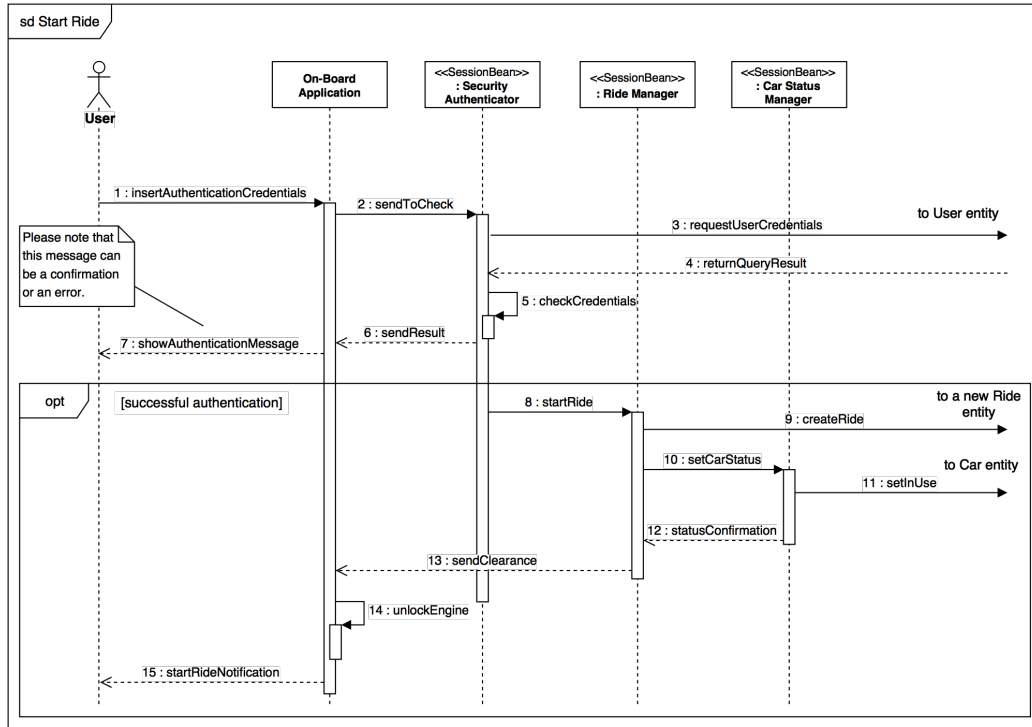 sd Start Ride
User
On-Board
Application
<<SessionBean>>
: Security
Authenticator
<<SessionBean>>
: Ride Manager
<<SessionBean>>
: Car Status
Manager
1 : insertAuthenticationCredentials
2 : sendToCheck
to User entity
3 : requestUserCredentials
Please note that
this message can
be a confirmation
or an error.
4 : returnQueryResult
5 : checkCredentials
6 : sendResult
7 : showAuthenticationMessage
opt
[successful authentication]
8 : startRide
to a new Ride
entity
9 : createRide
10 : setCarStatus
to Car entity
11 : setInUse
12 : statusConfirmation
13 : sendClearance
14 : unlockEngine
15 : startRideNotification